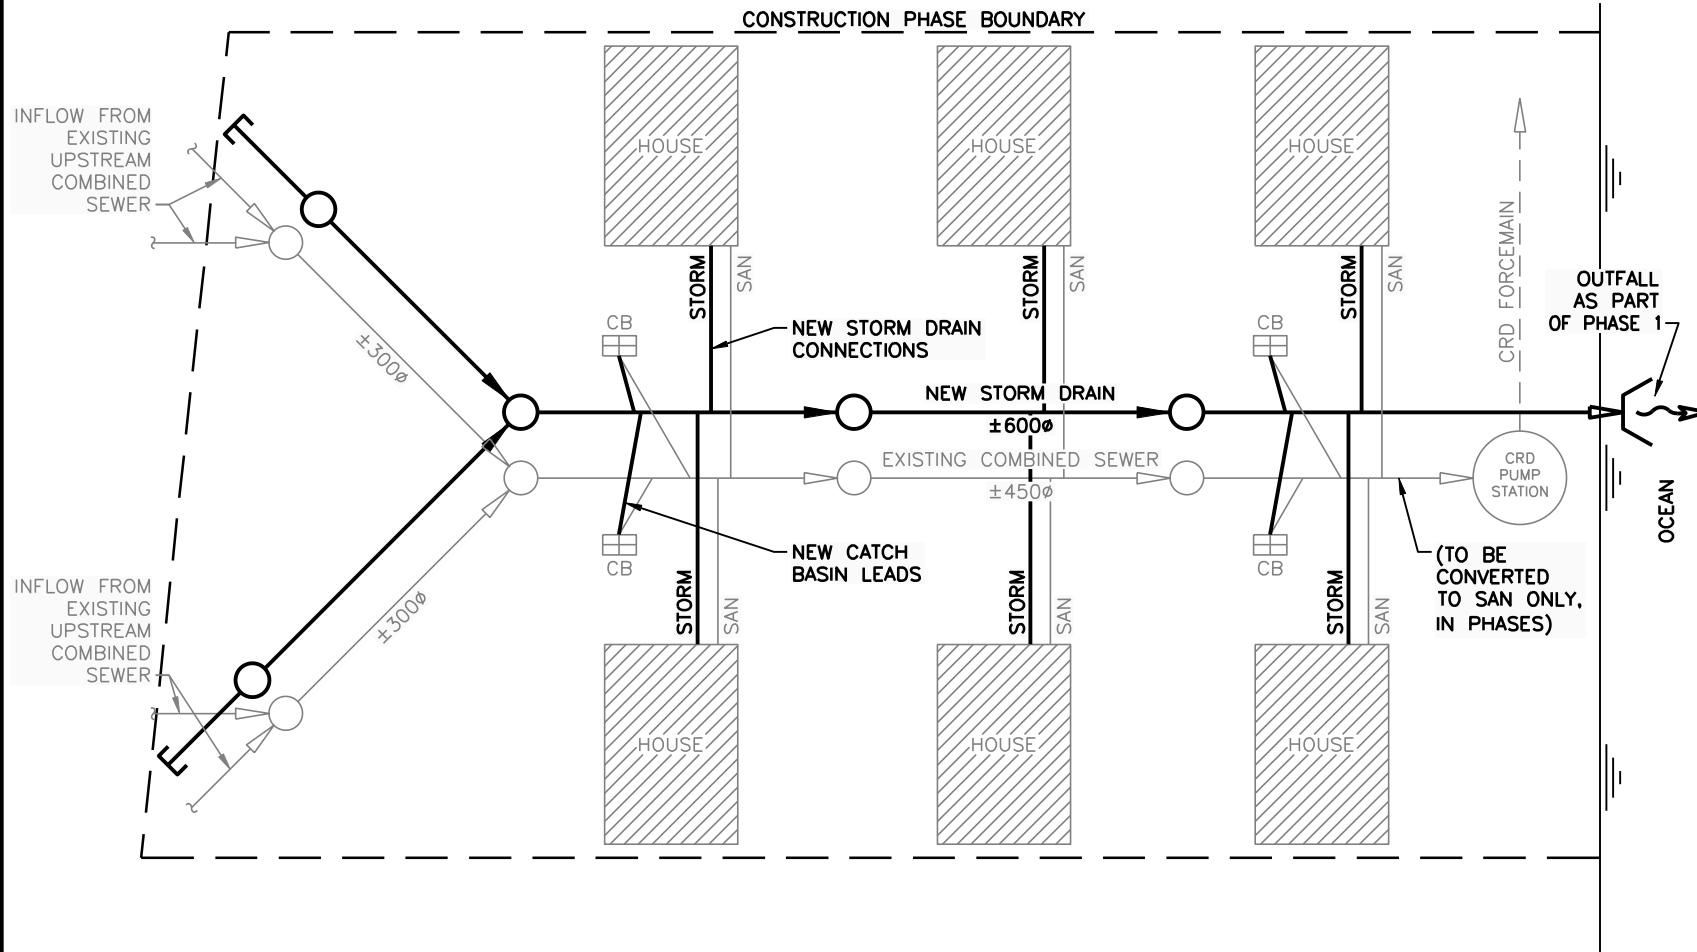 CONSTRUCTION PHASE BOUNDARY
INFLOW FROM
EXISTING
UPSTREAM
COMBINED
SEWER
HOUSE
HOUSE
HOUSE
STORM
SAN
STORM
SAN
STORM
SAN
CRD FORCEMAIN
OUTFALL
AS PART
OF PHASE 1
CB
NEW STORM DRAIN
CONNECTIONS
CB
±300ø
NEW STORM DRAIN
±600ø
EXISTING COMBINED SEWER
±450ø
CRD
PUMP
STATION
OCEAN
CB
NEW CATCH
BASIN LEADS
CB
(TO BE
CONVERTED
TO SAN ONLY,
IN PHASES)
INFLOW FROM
EXISTING
UPSTREAM
COMBINED
SEWER
±300ø
STORM
SAN
STORM
SAN
STORM
SAN
HOUSE
HOUSE
HOUSE